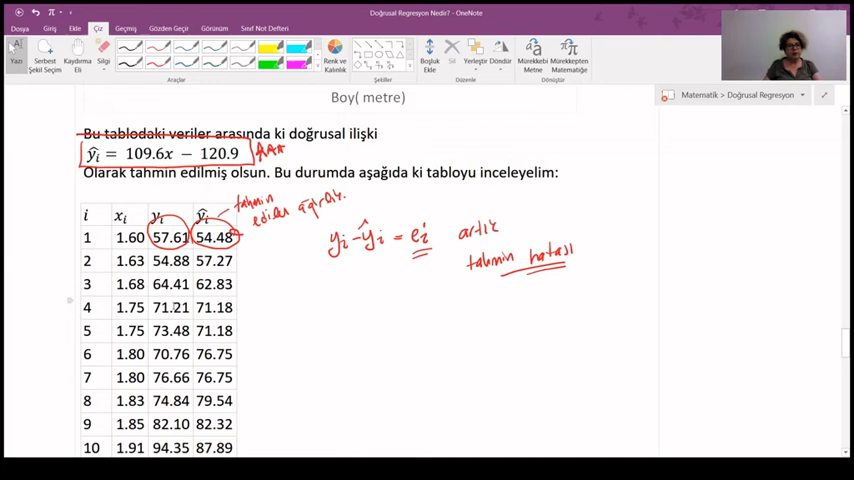 Doğrusal Regresyon Nedir? - OneNote
Dosya Giriş Ekle Çiz Geçmiş Gözden Geçir Görünüm Sınıf Not Defteri
Yazı Serbest Şekil Seçim Kaydırma Eli Silgi Renk ve Kalınlık Boşluk Ekle Sil Yerleştir Döndür Mürekkebi Metne Mürekkepten Matematiğe
Araçlar Şekiller Düzenle
Boy( metre)
Matematik > Doğrusal Regresyon
Bu tablodaki veriler arasında ki doğrusal ilişki
ŷi = 109.6x − 120.9
Olarak tahmin edilmiş olsun. Bu durumda aşağıda ki tabloyu inceleyelim:
tahmin
edilen ağırlık.
i xi yi ŷi
1 1.60 57.61 54.48
yi − ŷi = ei artık
tahmin hatası
2 1.63 54.88 57.27
3 1.68 64.41 62.83
4 1.75 71.21 71.18
5 1.75 73.48 71.18
6 1.80 70.76 76.75
7 1.80 76.66 76.75
8 1.83 74.84 79.54
9 1.85 82.10 82.32
10 1.91 94.35 87.89